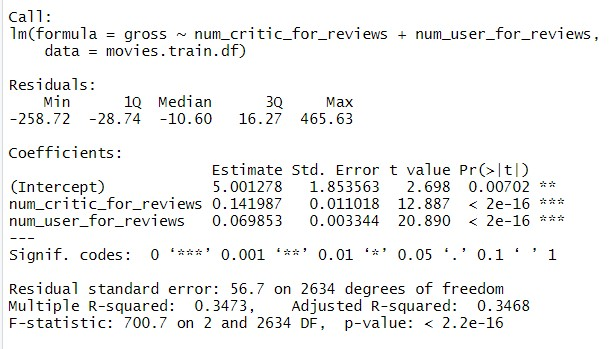 Call:
lm(formula = gross ~ num_critic_for_reviews + num_user_for_reviews,
    data = movies.train.df)

Residuals:
    Min      1Q  Median      3Q     Max
-258.72  -28.74  -10.60   16.27  465.63

Coefficients:
                       Estimate Std. Error t value Pr(>|t|)
(Intercept)            5.001278   1.853563   2.698  0.00702 **
num_critic_for_reviews 0.141987   0.011018  12.887  < 2e-16 ***
num_user_for_reviews   0.069853   0.003344  20.890  < 2e-16 ***
---
Signif. codes:  0 ‘***’ 0.001 ‘**’ 0.01 ‘*’ 0.05 ‘.’ 0.1 ‘ ’ 1

Residual standard error: 56.7 on 2634 degrees of freedom
Multiple R-squared:  0.3473,    Adjusted R-squared:  0.3468
F-statistic: 700.7 on 2 and 2634 DF,  p-value: < 2.2e-16